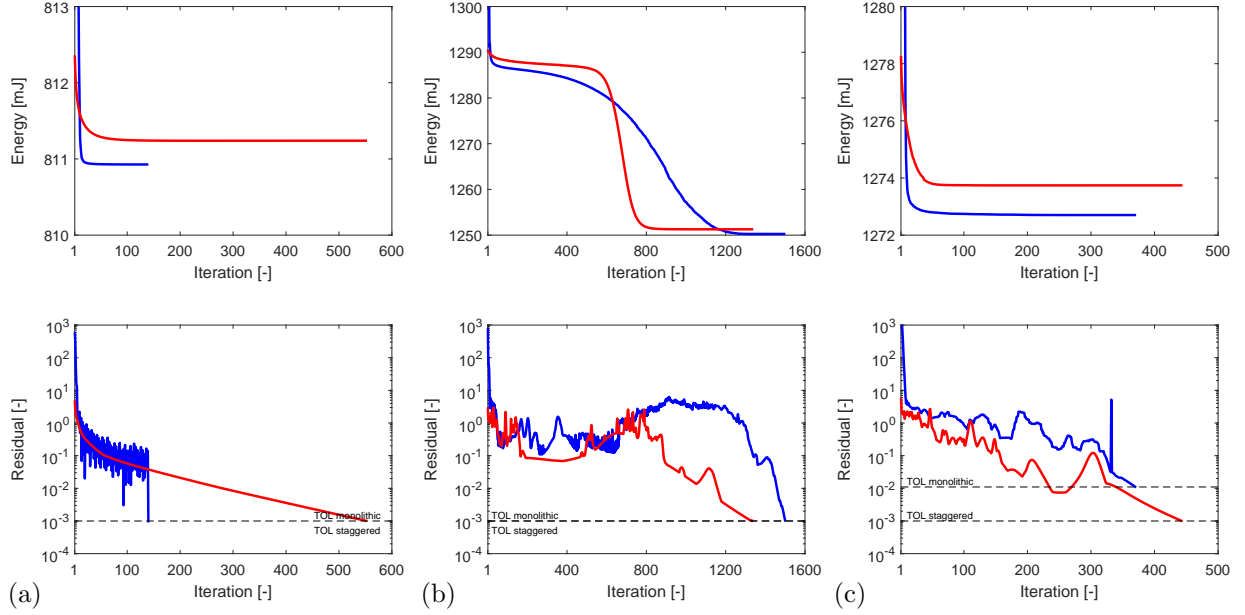 813
812
811
810
Energy [mJ]
1 100 200 300 400 500 600
Iteration [-]
1300
1290
1280
1270
1260
1250
Energy [mJ]
1 400 800 1200 1600
Iteration [-]
1280
1278
1276
1274
1272
Energy [mJ]
1 100 200 300 400 500
Iteration [-]
10^3
10^2
10^1
10^0
10^-1
10^-2
10^-3
10^-4
Residual [-]
TOL monolithic
TOL staggered
1 100 200 300 400 500 600
Iteration [-]
(a)
10^3
10^2
10^1
10^0
10^-1
10^-2
10^-3
10^-4
Residual [-]
TOL monolithic
TOL staggered
1 400 800 1200 1600
Iteration [-]
(b)
10^3
10^2
10^1
10^0
10^-1
10^-2
10^-3
10^-4
Residual [-]
TOL monolithic
TOL staggered
1 100 200 300 400 500
Iteration [-]
(c)